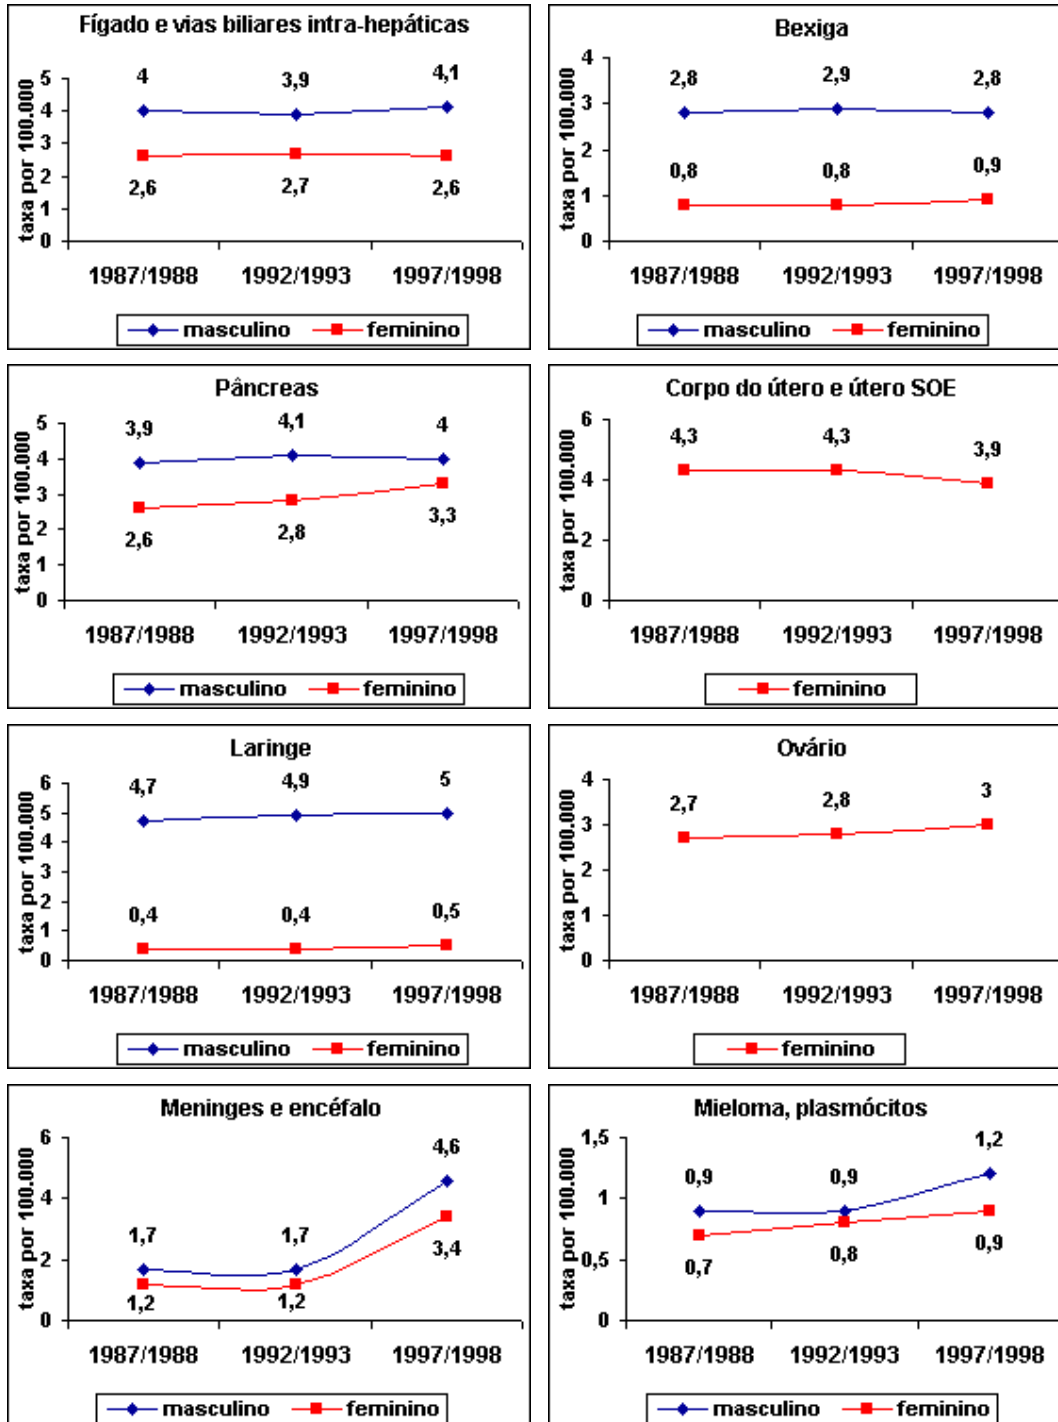 Fígado e vias biliares intra-hepáticas
taxa por 100.000
5
4
3
2
1
0
4
3,9
4,1
2,6
2,7
2,6
1987/1988 1992/1993 1997/1998
masculino feminino
Bexiga
taxa por 100.000
4
3
2
1
0
2,8
2,9
2,8
0,8
0,8
0,9
1987/1988 1992/1993 1997/1998
masculino feminino
Pâncreas
taxa por 100.000
5
4
3
2
1
0
3,9
4,1
4
2,6
2,8
3,3
1987/1988 1992/1993 1997/1998
masculino feminino
Corpo do útero e útero SOE
taxa por 100.000
6
4
2
0
4,3
4,3
3,9
1987/1988 1992/1993 1997/1998
feminino
Laringe
taxa por 100.000
6
5
4
3
2
1
0
4,7
4,9
5
0,4
0,4
0,5
1987/1988 1992/1993 1997/1998
masculino feminino
Ovário
taxa por 100.000
4
3
2
1
0
2,7
2,8
3
1987/1988 1992/1993 1997/1998
feminino
Meninges e encéfalo
taxa por 100.000
6
4
2
0
1,7
1,7
4,6
1,2
1,2
3,4
1987/1988 1992/1993 1997/1998
masculino feminino
Mieloma, plasmócitos
taxa por 100.000
1,5
1
0,5
0
0,9
0,9
1,2
0,7
0,8
0,9
1987/1988 1992/1993 1997/1998
masculino feminino